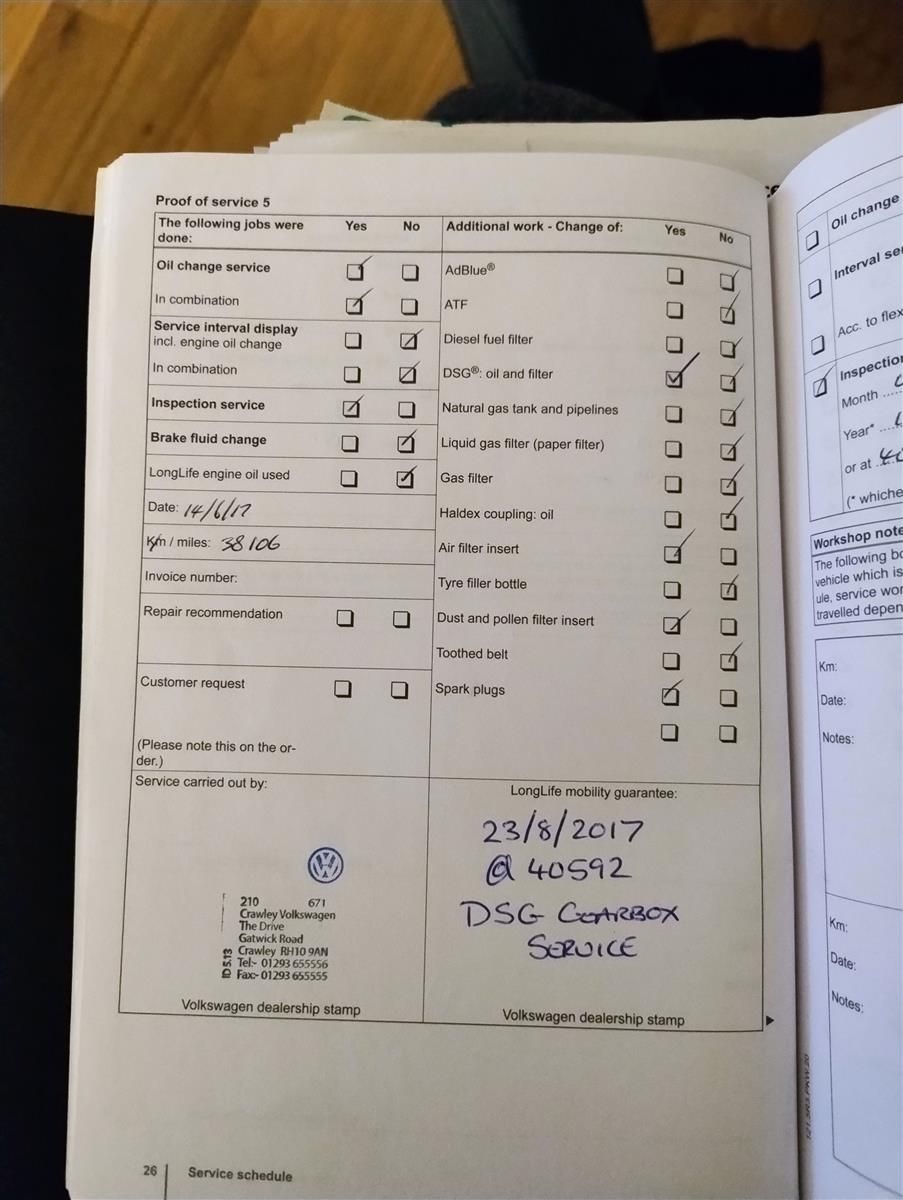 Proof of service 5
The following jobs were done: Yes No
Oil change service
In combination
Service interval display
incl. engine oil change
In combination
Inspection service
Brake fluid change
LongLife engine oil used
Date: 14/6/17
Km / miles: 38106
Invoice number:
Repair recommendation
Customer request
(Please note this on the or-
der.)
Additional work - Change of: Yes No
AdBlue®
ATF
Diesel fuel filter
DSG®: oil and filter
Natural gas tank and pipelines
Liquid gas filter (paper filter)
Gas filter
Haldex coupling: oil
Air filter insert
Tyre filler bottle
Dust and pollen filter insert
Toothed belt
Spark plugs
Service carried out by:
210 671
Crawley Volkswagen
The Drive
Gatwick Road
Crawley RH10 9AN
Tel:- 01293 655556
Fax:- 01293 655555
Volkswagen dealership stamp
LongLife mobility guarantee:
23/8/2017
@ 40592
DSG GEARBOX
SERVICE
Volkswagen dealership stamp
26 Service schedule
Oil change
Acc. to flex
Inspection
Month
Year*
or at
(* whiche
Workshop note
The following bo
vehicle which is
ule, service wor
travelled depen
Km:
Date:
Notes:
Km:
Date:
Notes: